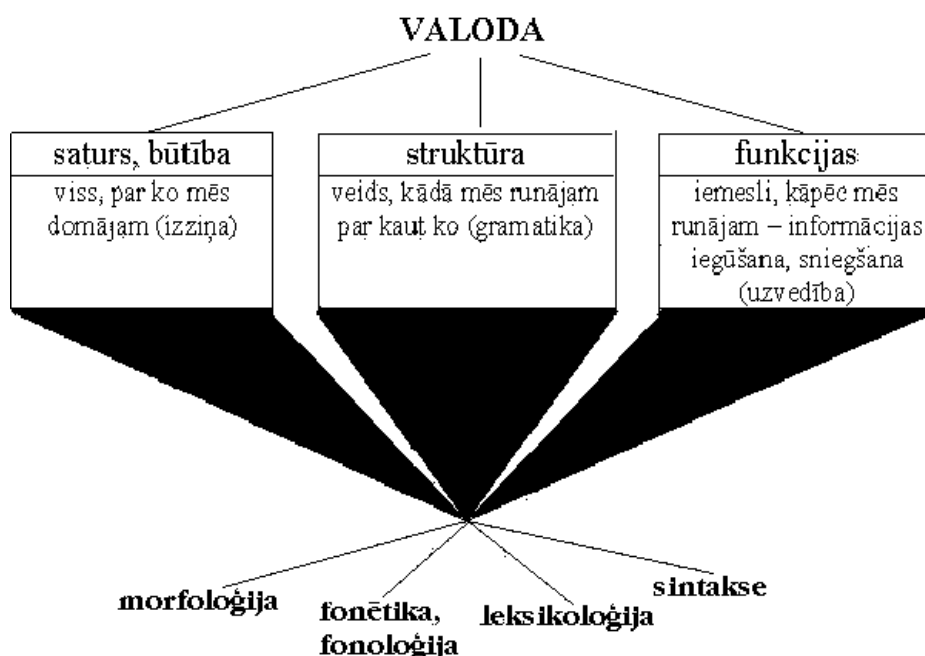 VALODA
saturs, būtība
viss, par ko mēs
domājam (izziņa)
struktūra
veids, kādā mēs runājam
par kaut ko (gramatika)
funkcijas
iemesli, kāpēc mēs
runājam – informācijas
iegūšana, sniegšana
(uzvedība)
morfoloģija
fonētika,
fonoloģija
leksikoloģija
sintakse